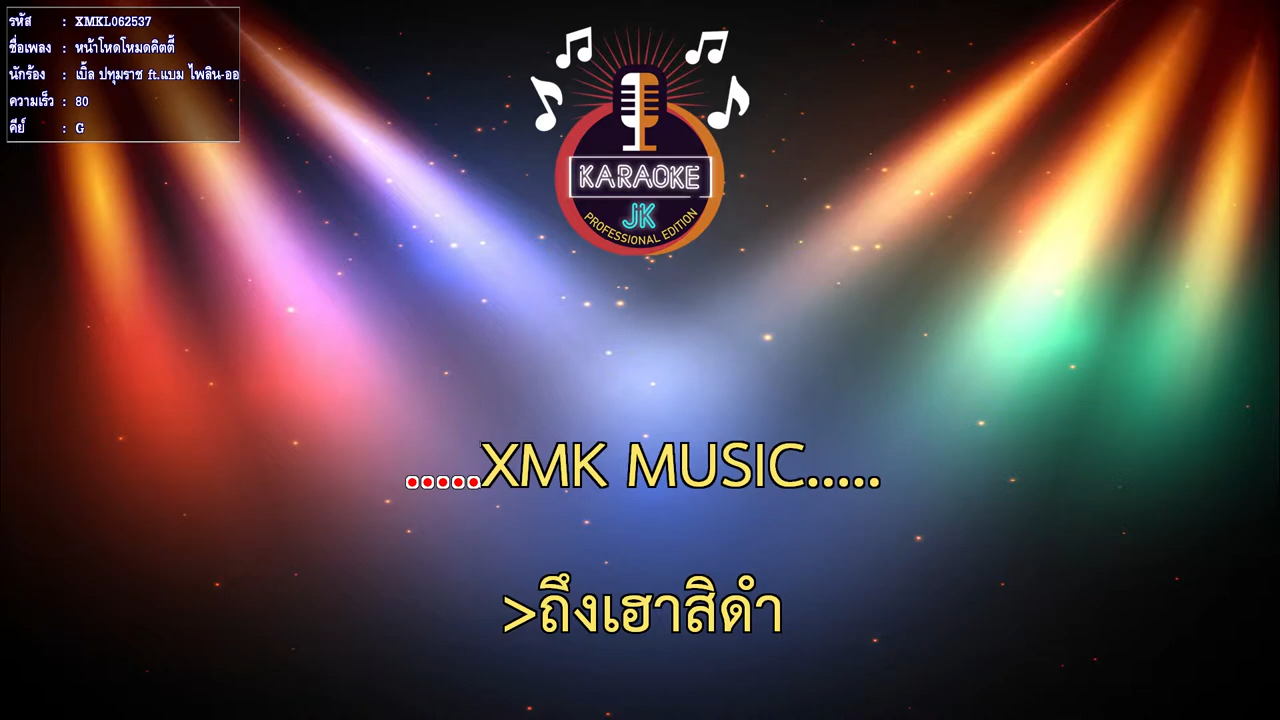 รหัส : XMKL062537
ชื่อเพลง : หน้าโหดโหมดคิตตี้
นักร้อง : เบิ้ล ปทุมราช ft.แบม ไพลิน-ออ
ความเร็ว : 80
คีย์ : G
KARAOKE
JK
PROFESSIONAL EDITION
.....XMK MUSIC.....
>ถึงเฮาสิดำ